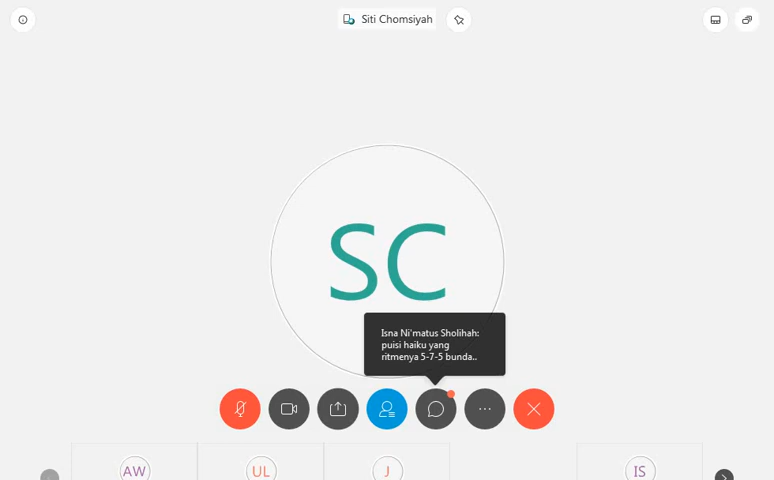 Siti Chomsiyah
SC
Isna Ni'matus Sholihah:
puisi haiku yang
ritmenya 5-7-5 bunda..
AW
UL
J
IS